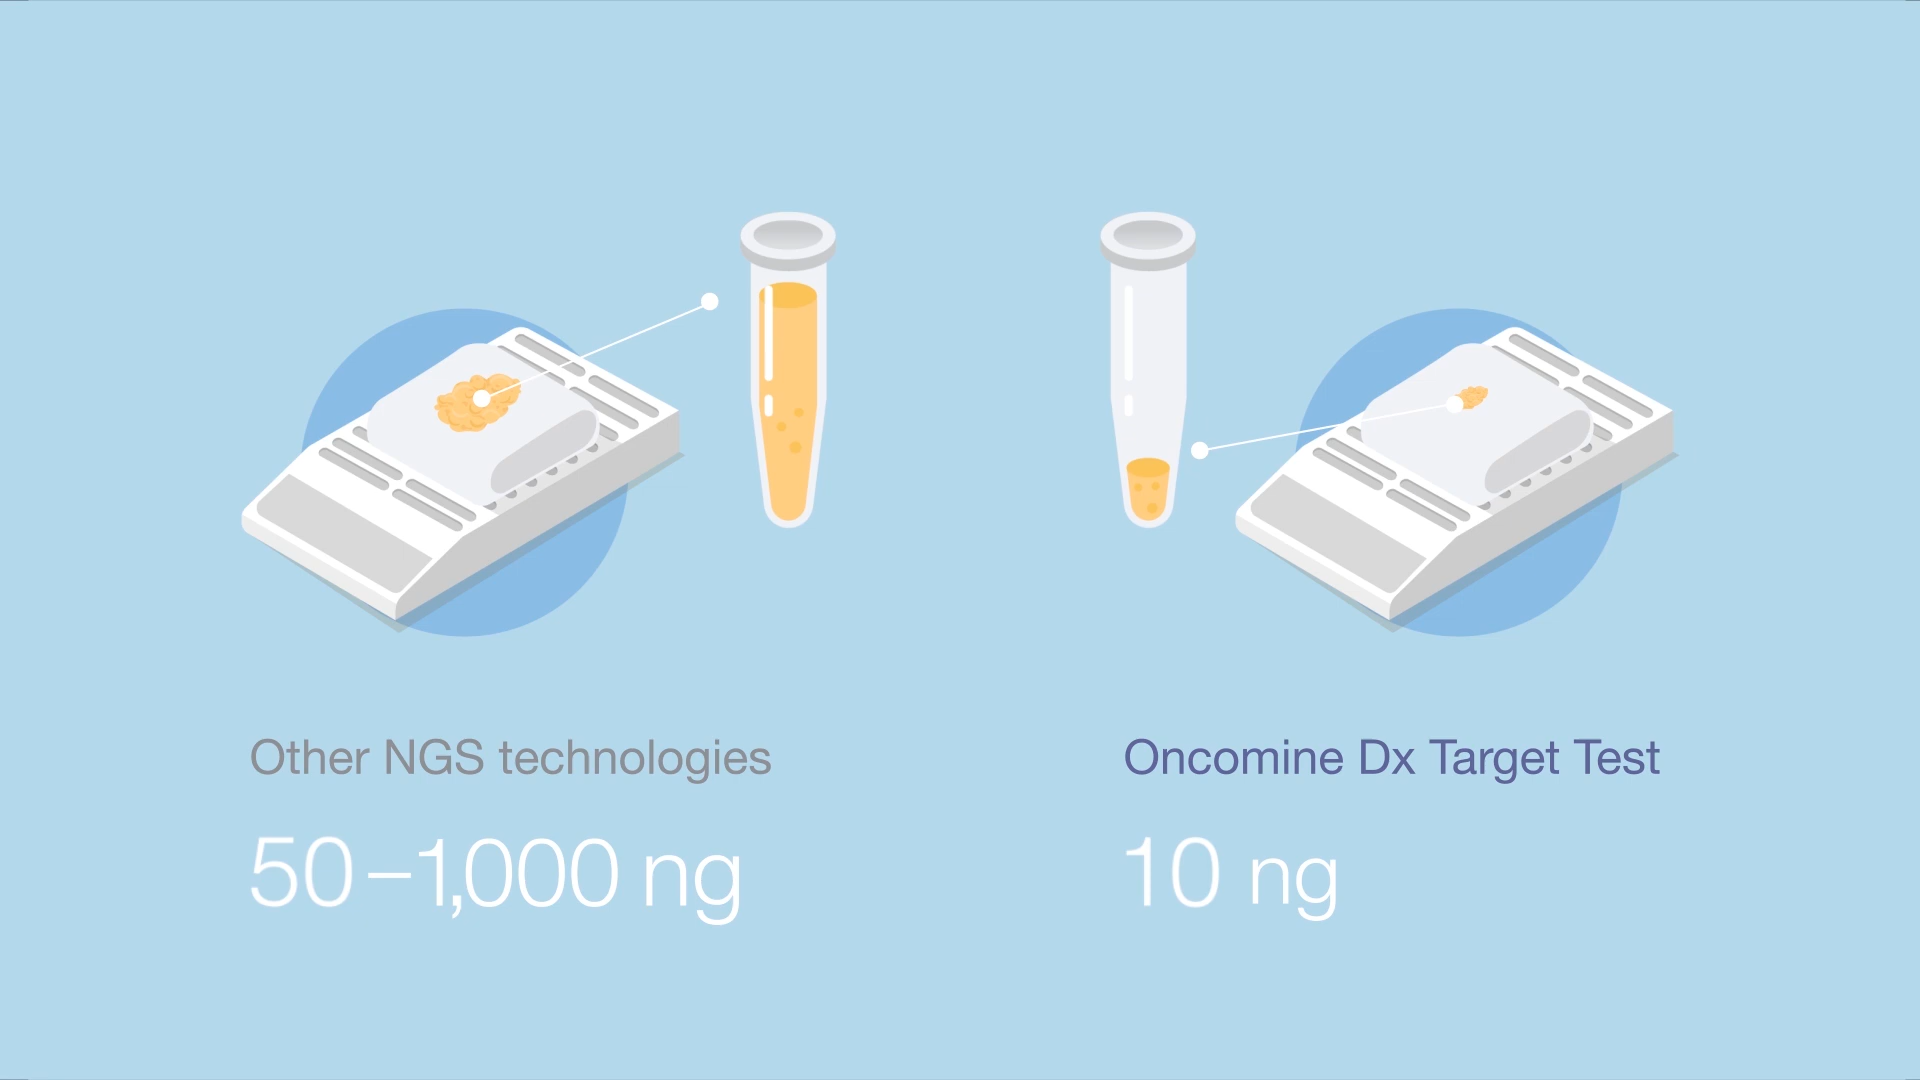 Other NGS technologies
50–1,000 ng
Oncomine Dx Target Test
10 ng